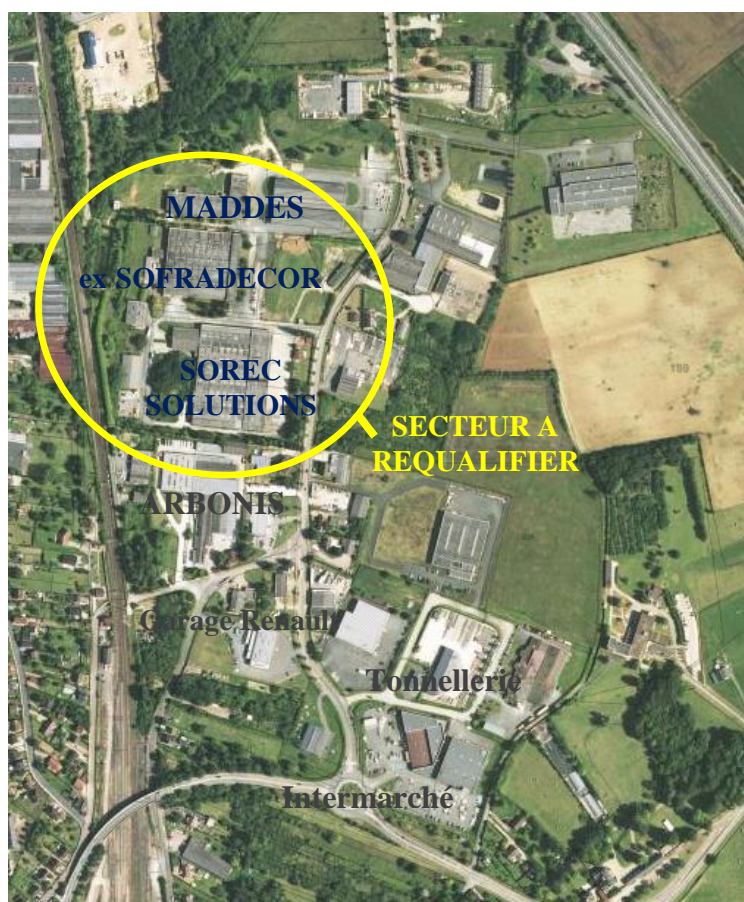 MADDES
ex SOFRADECOR
SOREC
SOLUTIONS
SECTEUR A
REQUALIFIER
ARBONIS
Garage Renault
Tonnellerie
Intermarché